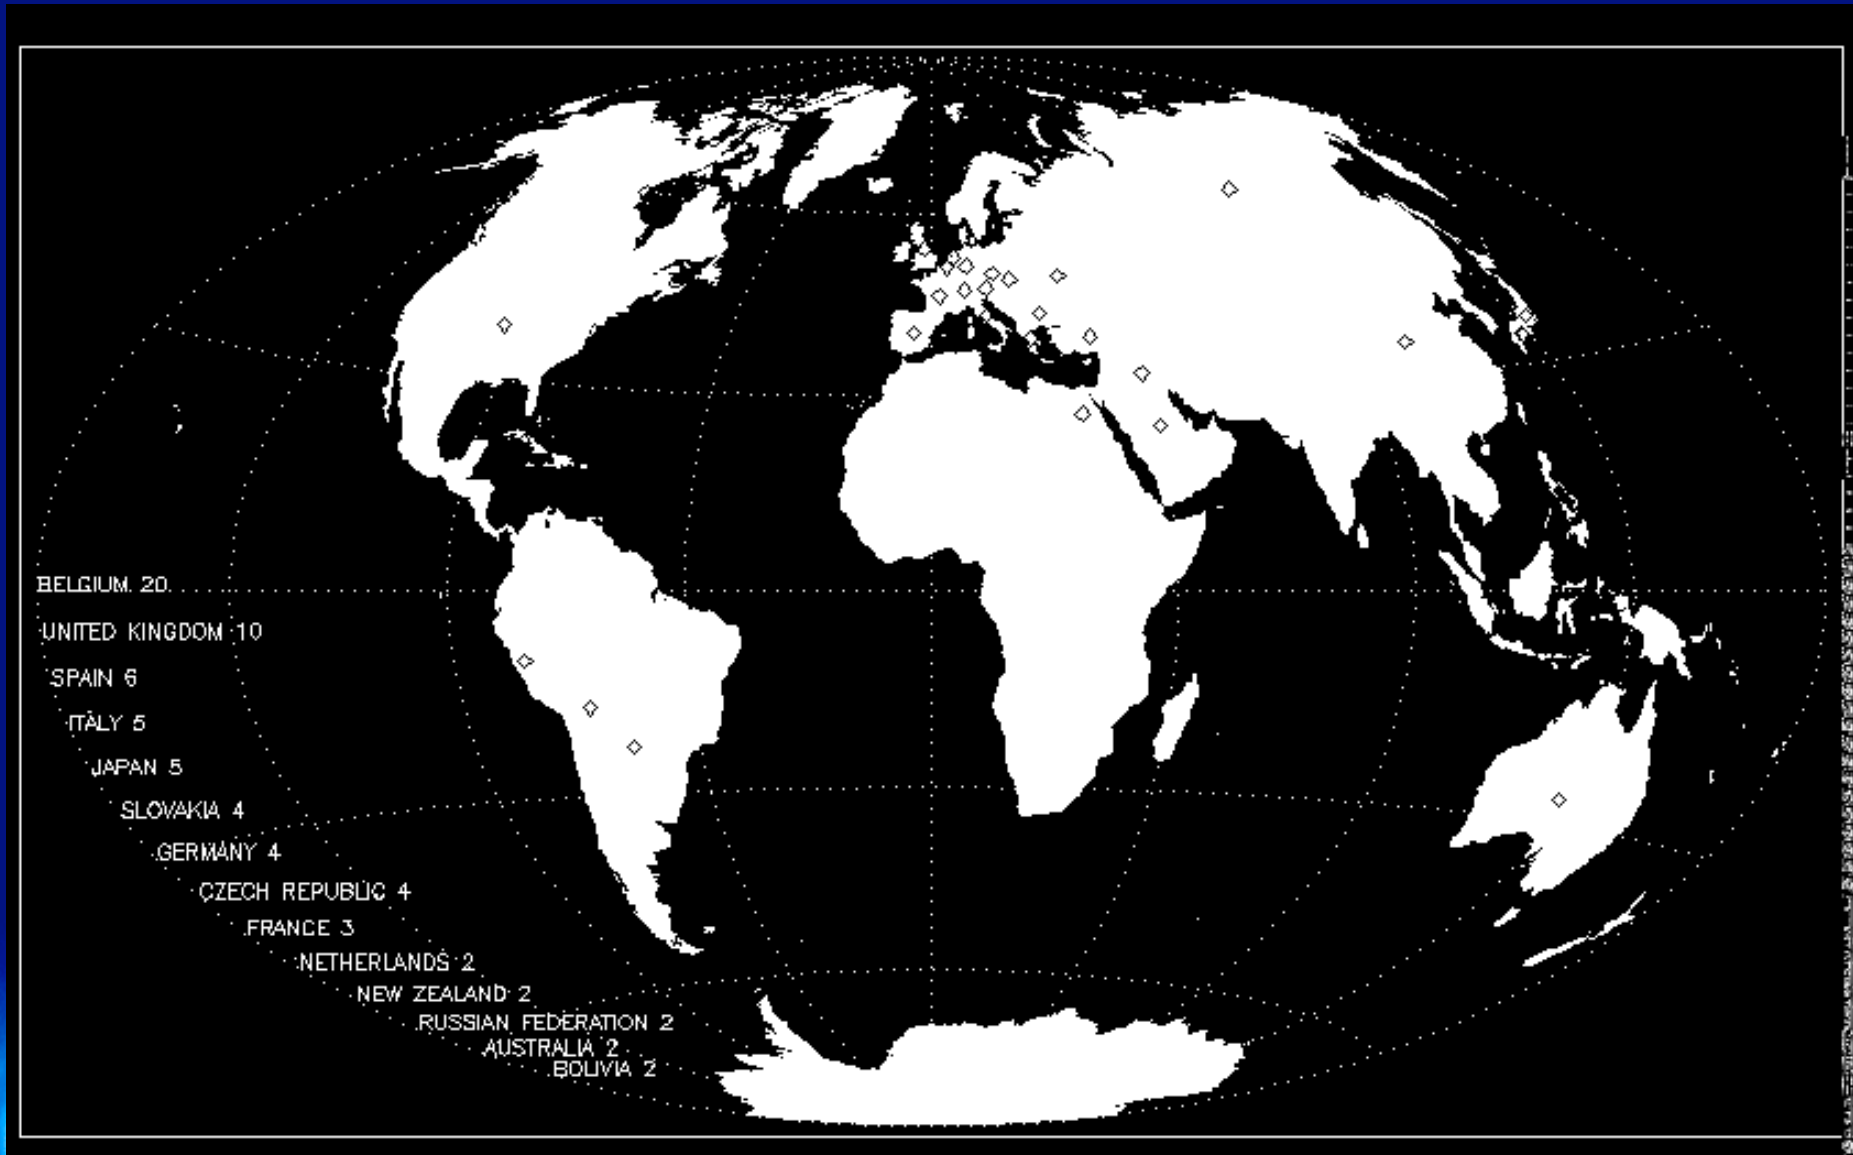 BELGIUM 20
UNITED KINGDOM 10
SPAIN 6
ITALY 5
JAPAN 5
SLOVAKIA 4
GERMANY 4
CZECH REPUBLIC 4
FRANCE 3
NETHERLANDS 2
NEW ZEALAND 2
RUSSIAN FEDERATION 2
AUSTRALIA 2
BOLIVIA 2